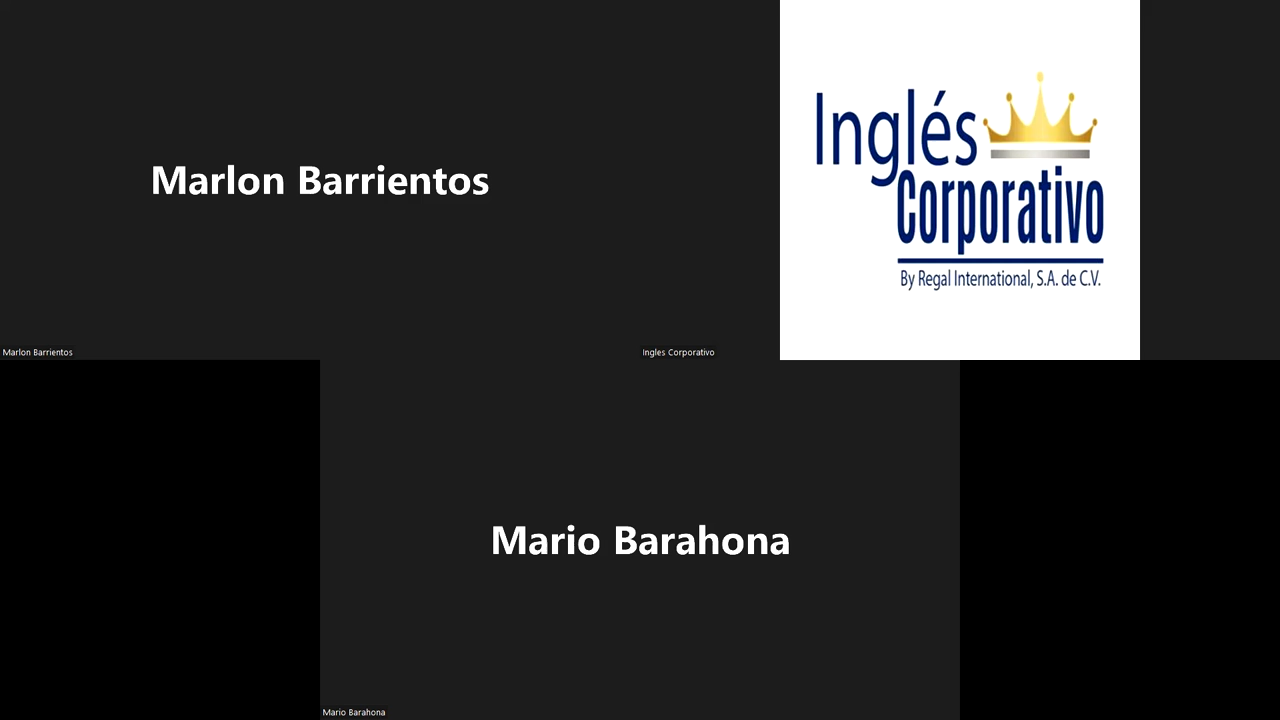 Marlon Barrientos
Marlon Barrientos
Inglés
Corporativo
By Regal International, S.A. de C.V.
Ingles Corporativo
Mario Barahona
Mario Barahona